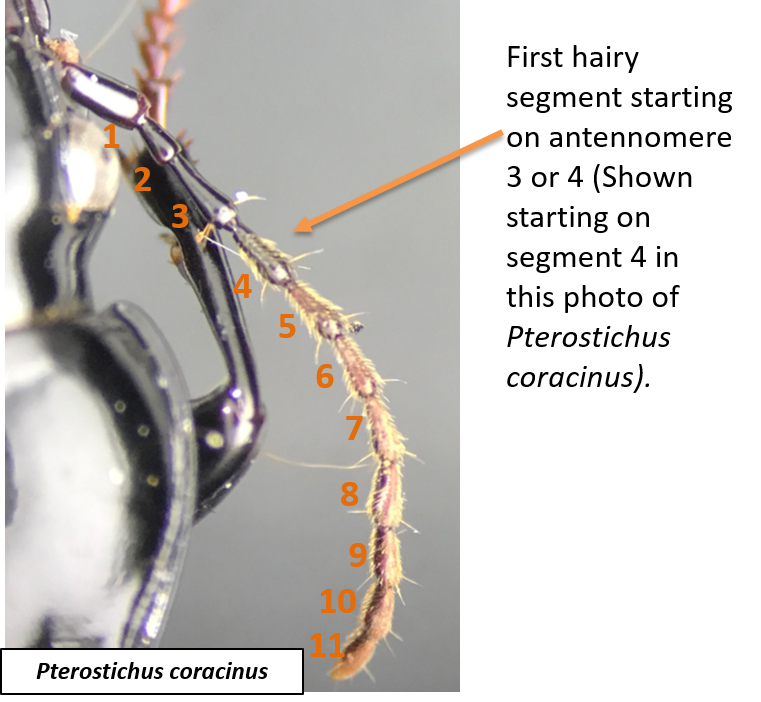 First hairy
segment starting
on antennomere
3 or 4 (Shown
starting on
segment 4 in
this photo of
Pterostichus
coracinus).
1
2
3
4
5
6
7
8
9
10
11
Pterostichus coracinus